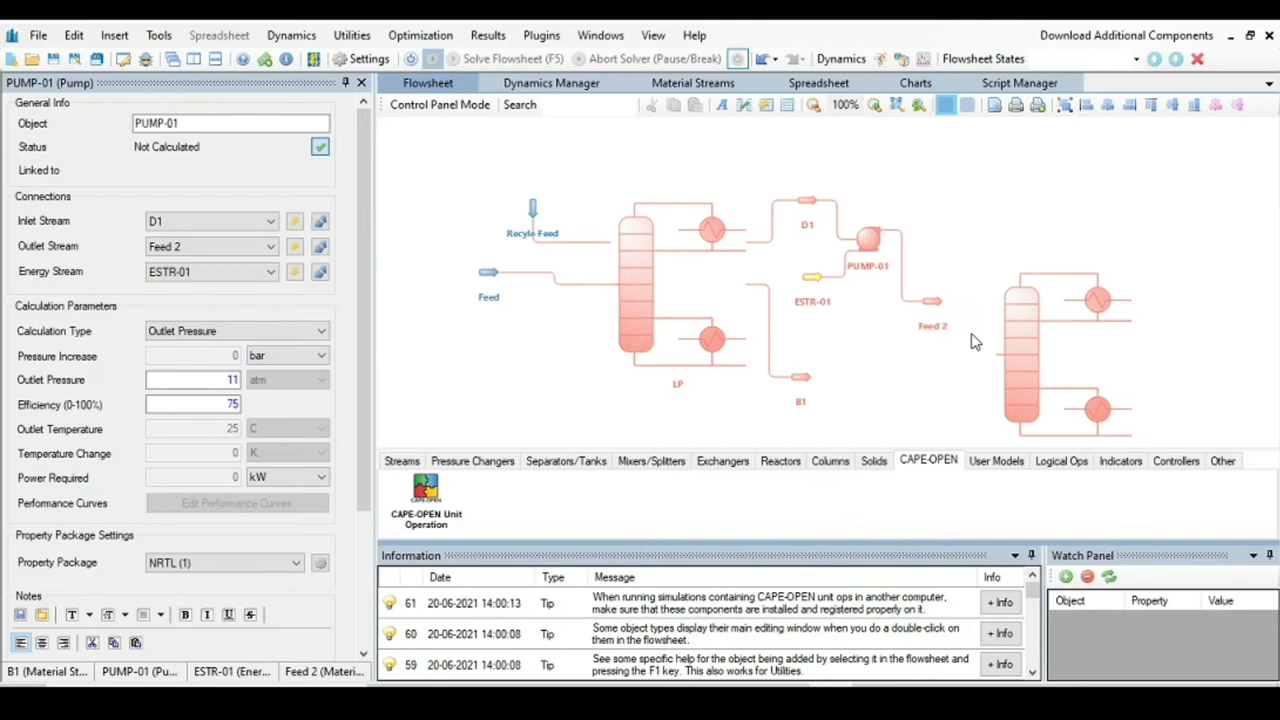 File Edit Insert Tools Spreadsheet Dynamics Utilities Optimization Results Plugins Windows View Help Download Additional Components
Settings Solve Flowsheet (F5) Abort Solver (Pause/Break) Dynamics Flowsheet States
PUMP-01 (Pump)
General Info
Object PUMP-01
Status Not Calculated
Linked to
Connections
Inlet Stream D1
Outlet Stream Feed 2
Energy Stream ESTR-01
Calculation Parameters
Calculation Type Outlet Pressure
Pressure Increase 0 bar
Outlet Pressure 11 atm
Efficiency (0-100%) 75
Outlet Temperature 25 C
Temperature Change 0 K.
Power Required 0 kW
Performance Curves Edit Performance Curves
Property Package Settings
Property Package NRTL (1)
Notes
T T B I U S
B1 (Material St... PUMP-01 (Pu... ESTR-01 (Ener... Feed 2 (Materi...
Flowsheet Dynamics Manager Material Streams Spreadsheet Charts Script Manager
Control Panel Mode Search 100%
Recyle Feed
Feed
LP
D1
PUMP-01
ESTR-01
Feed 2
B1
Streams Pressure Changers Separators/Tanks Mixers/Splitters Exchangers Reactors Columns Solids CAPE-OPEN User Models Logical Ops Indicators Controllers Other
CAPE-OPEN
CAPE-OPEN Unit
Operation
Information
Date Type Message Info
61 20-06-2021 14:00:13 Tip When running simulations containing CAPE-OPEN unit ops in another computer,
make sure that these components are installed and registered properly on it. + Info
60 20-06-2021 14:00:08 Tip Some object types display their main editing window when you do a double-click on
them in the flowsheet. + Info
59 20-06-2021 14:00:08 Tip See some specific help for the object being added by selecting it in the flowsheet and
pressing the F1 key. This also works for Utilities. + Info
Watch Panel
Object Property Value